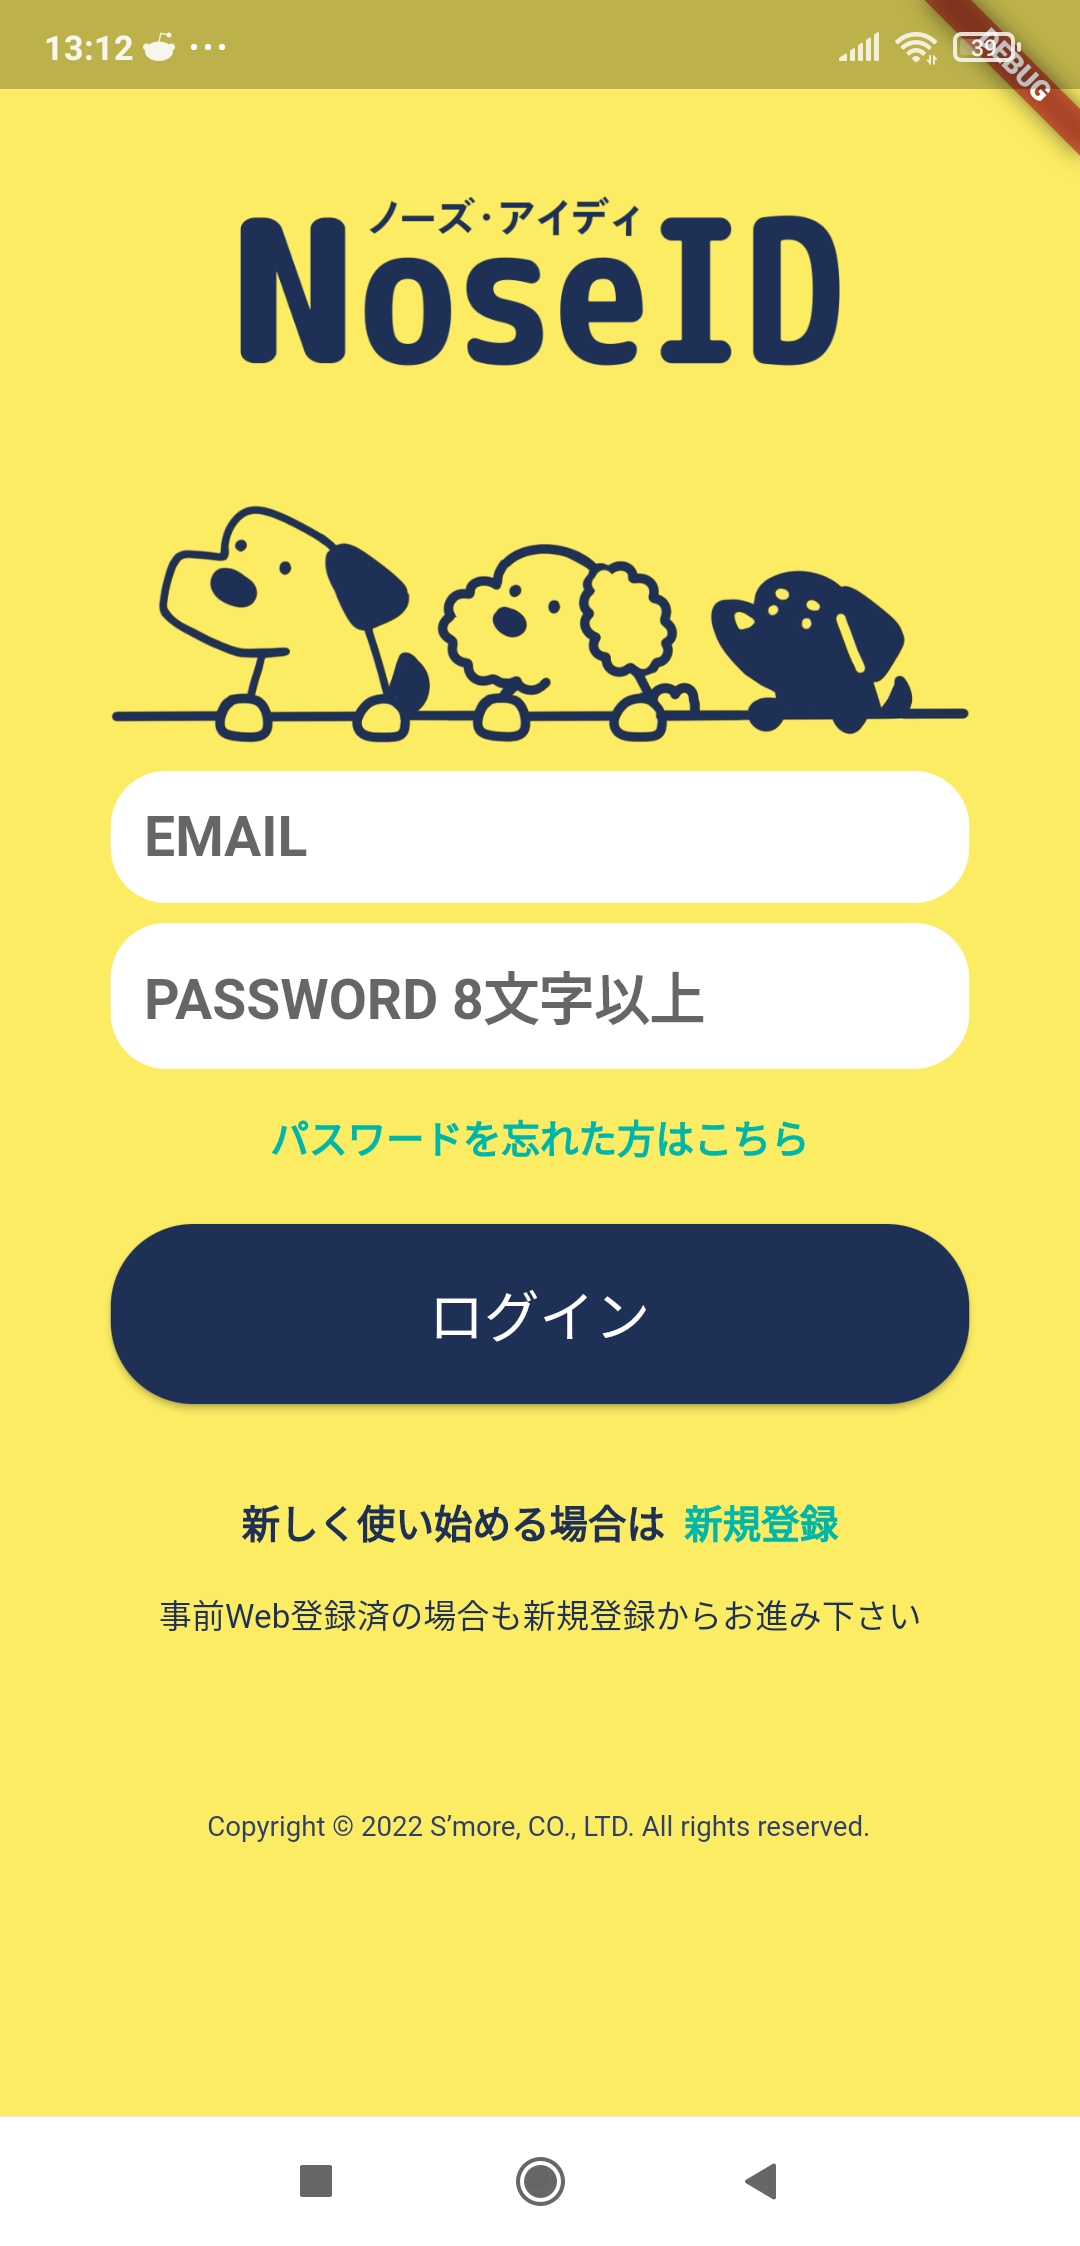 13:12
39
DEBUG
ノーズ・アイディ
NoseID
EMAIL
PASSWORD 8文字以上
パスワードを忘れた方はこちら
ログイン
新しく使い始める場合は 新規登録
事前Web登録済の場合も新規登録からお進み下さい
Copyright © 2022 S’more, CO., LTD. All rights reserved.